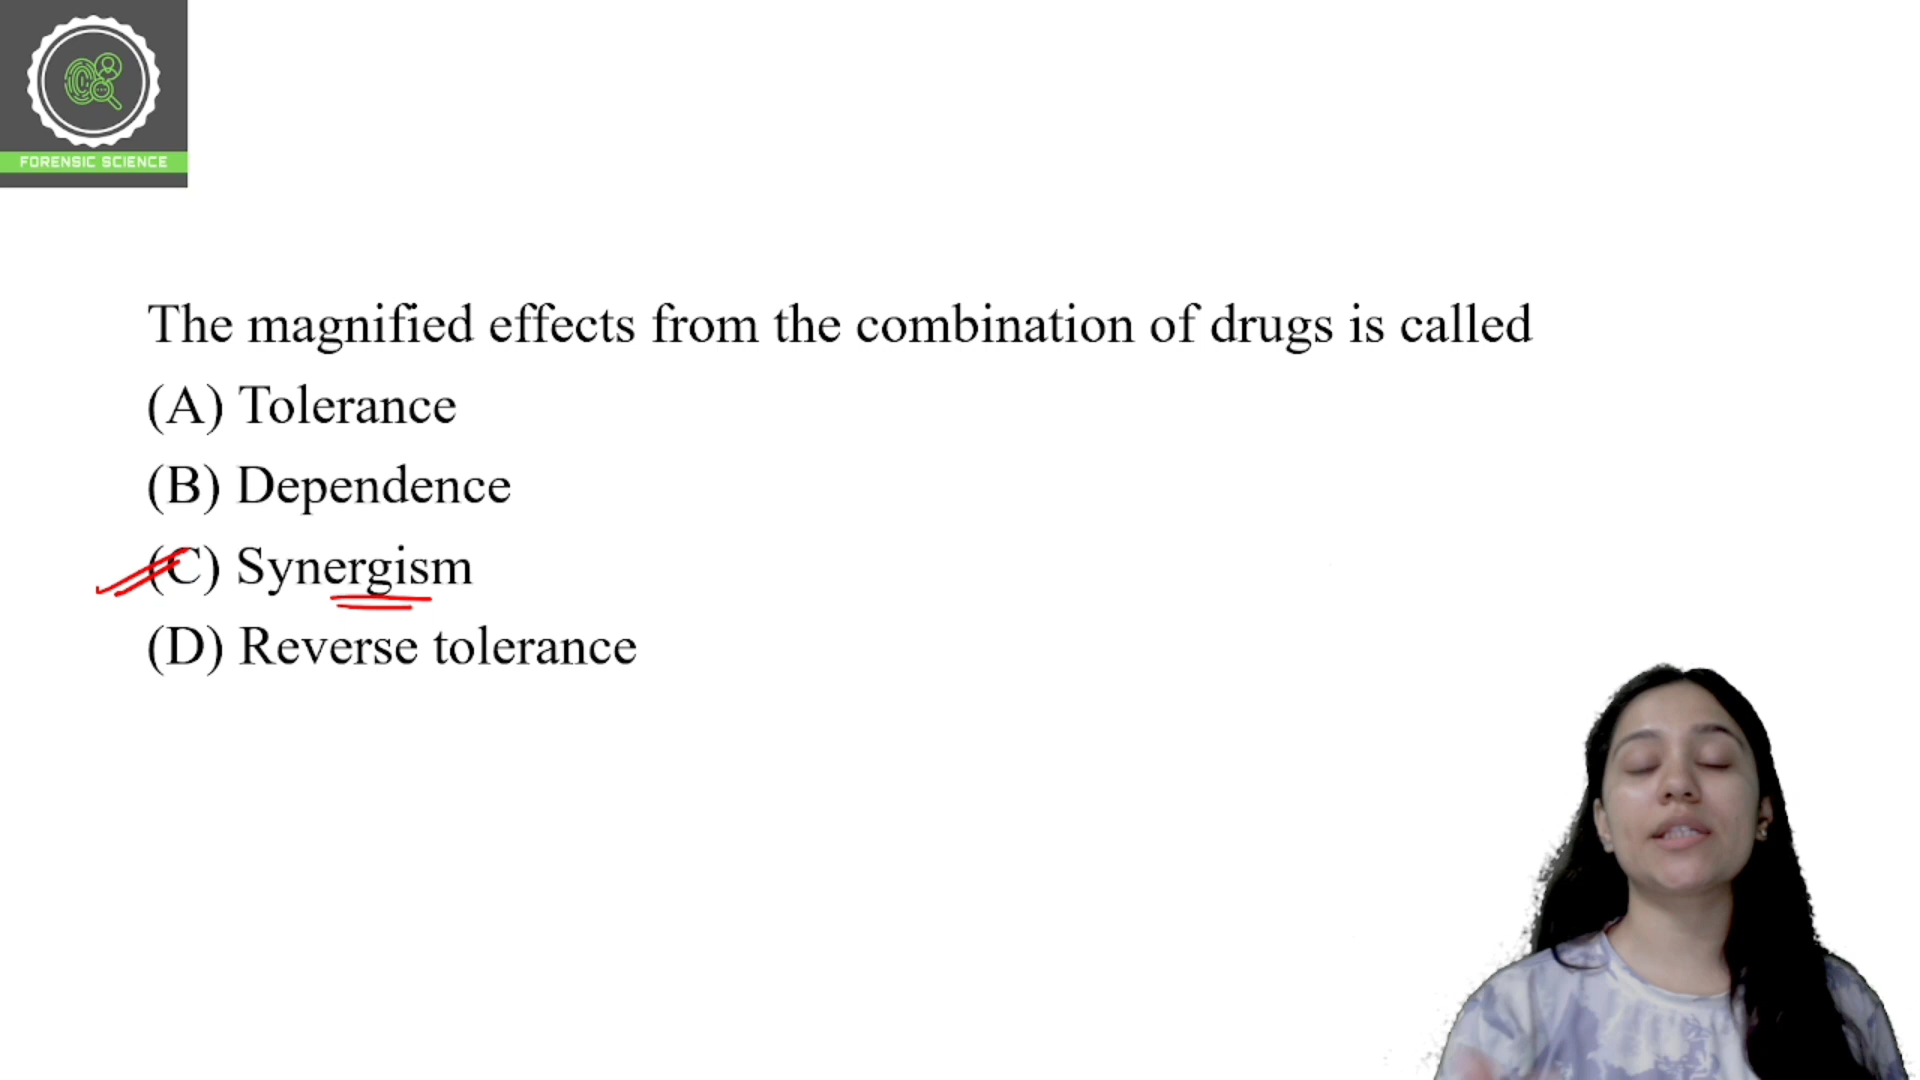 FORENSIC SCIENCE
The magnified effects from the combination of drugs is called
(A) Tolerance
(B) Dependence
(C) Synergism
(D) Reverse tolerance